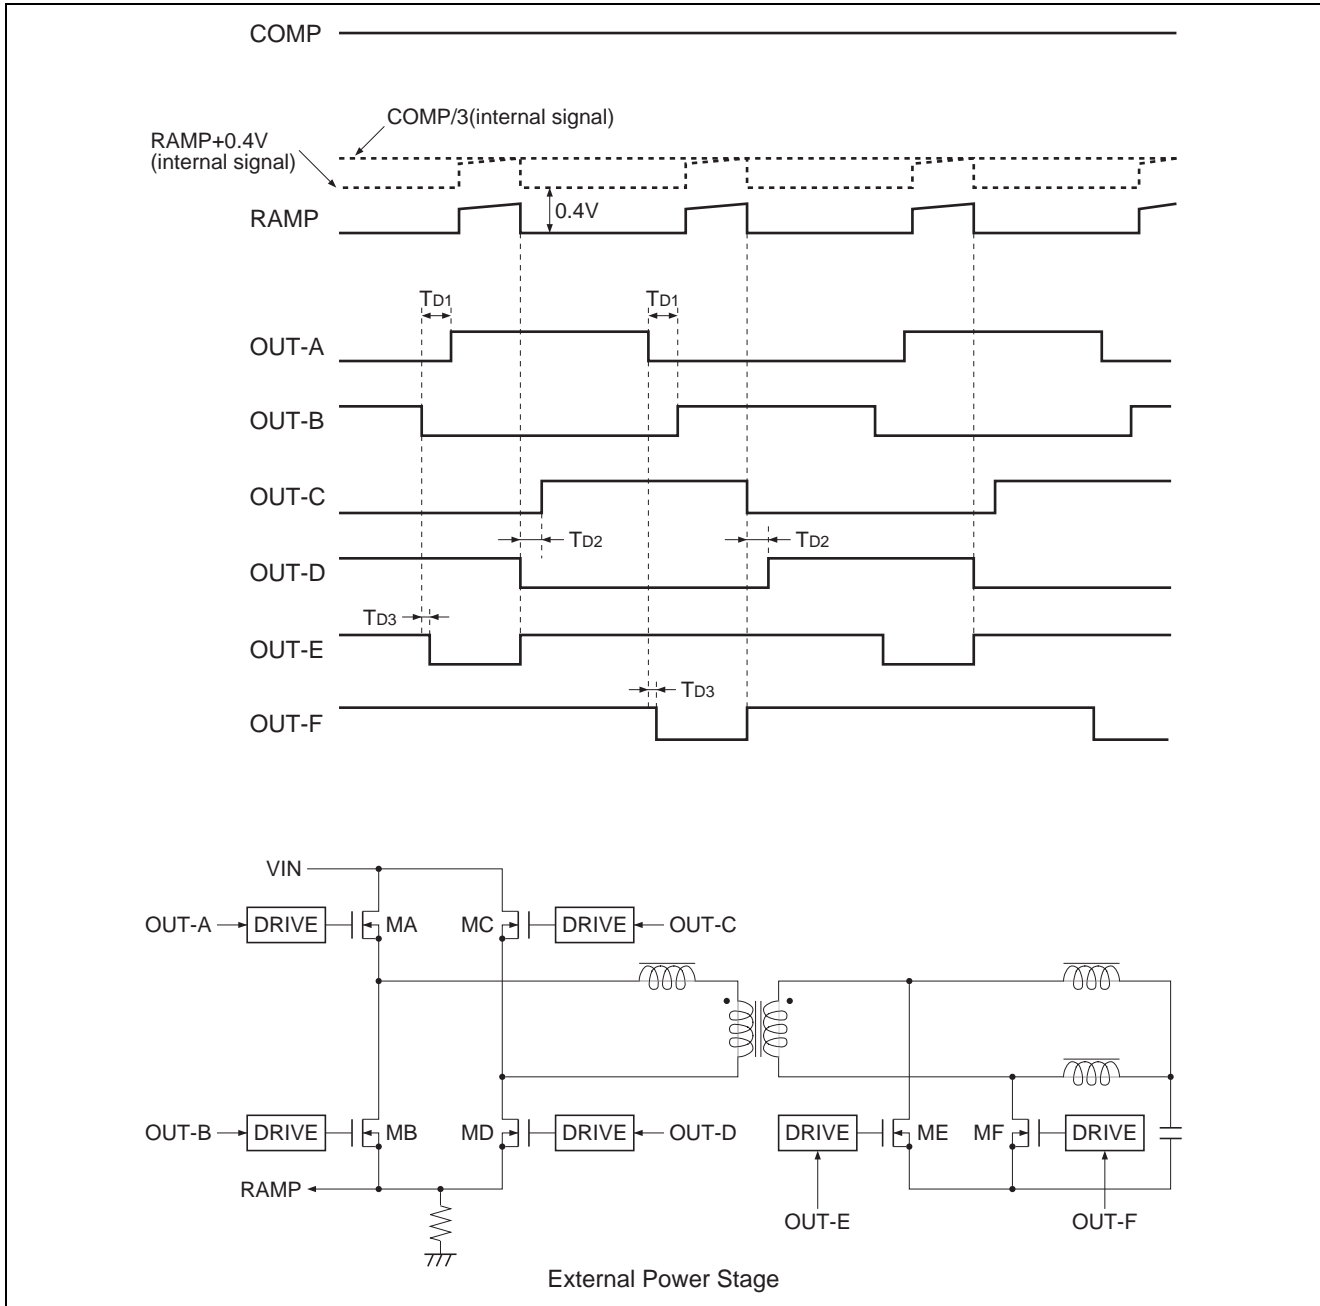 COMP
COMP/3(internal signal)
RAMP+0.4V
(internal signal)
0.4V
RAMP
TD1 TD1
OUT-A
OUT-B
OUT-C
TD2 TD2
OUT-D
TD3
OUT-E
TD3
OUT-F
VIN
OUT-A DRIVE MA MC DRIVE OUT-C
OUT-B DRIVE MB MD DRIVE OUT-D DRIVE ME MF DRIVE
RAMP
OUT-E OUT-F
External Power Stage